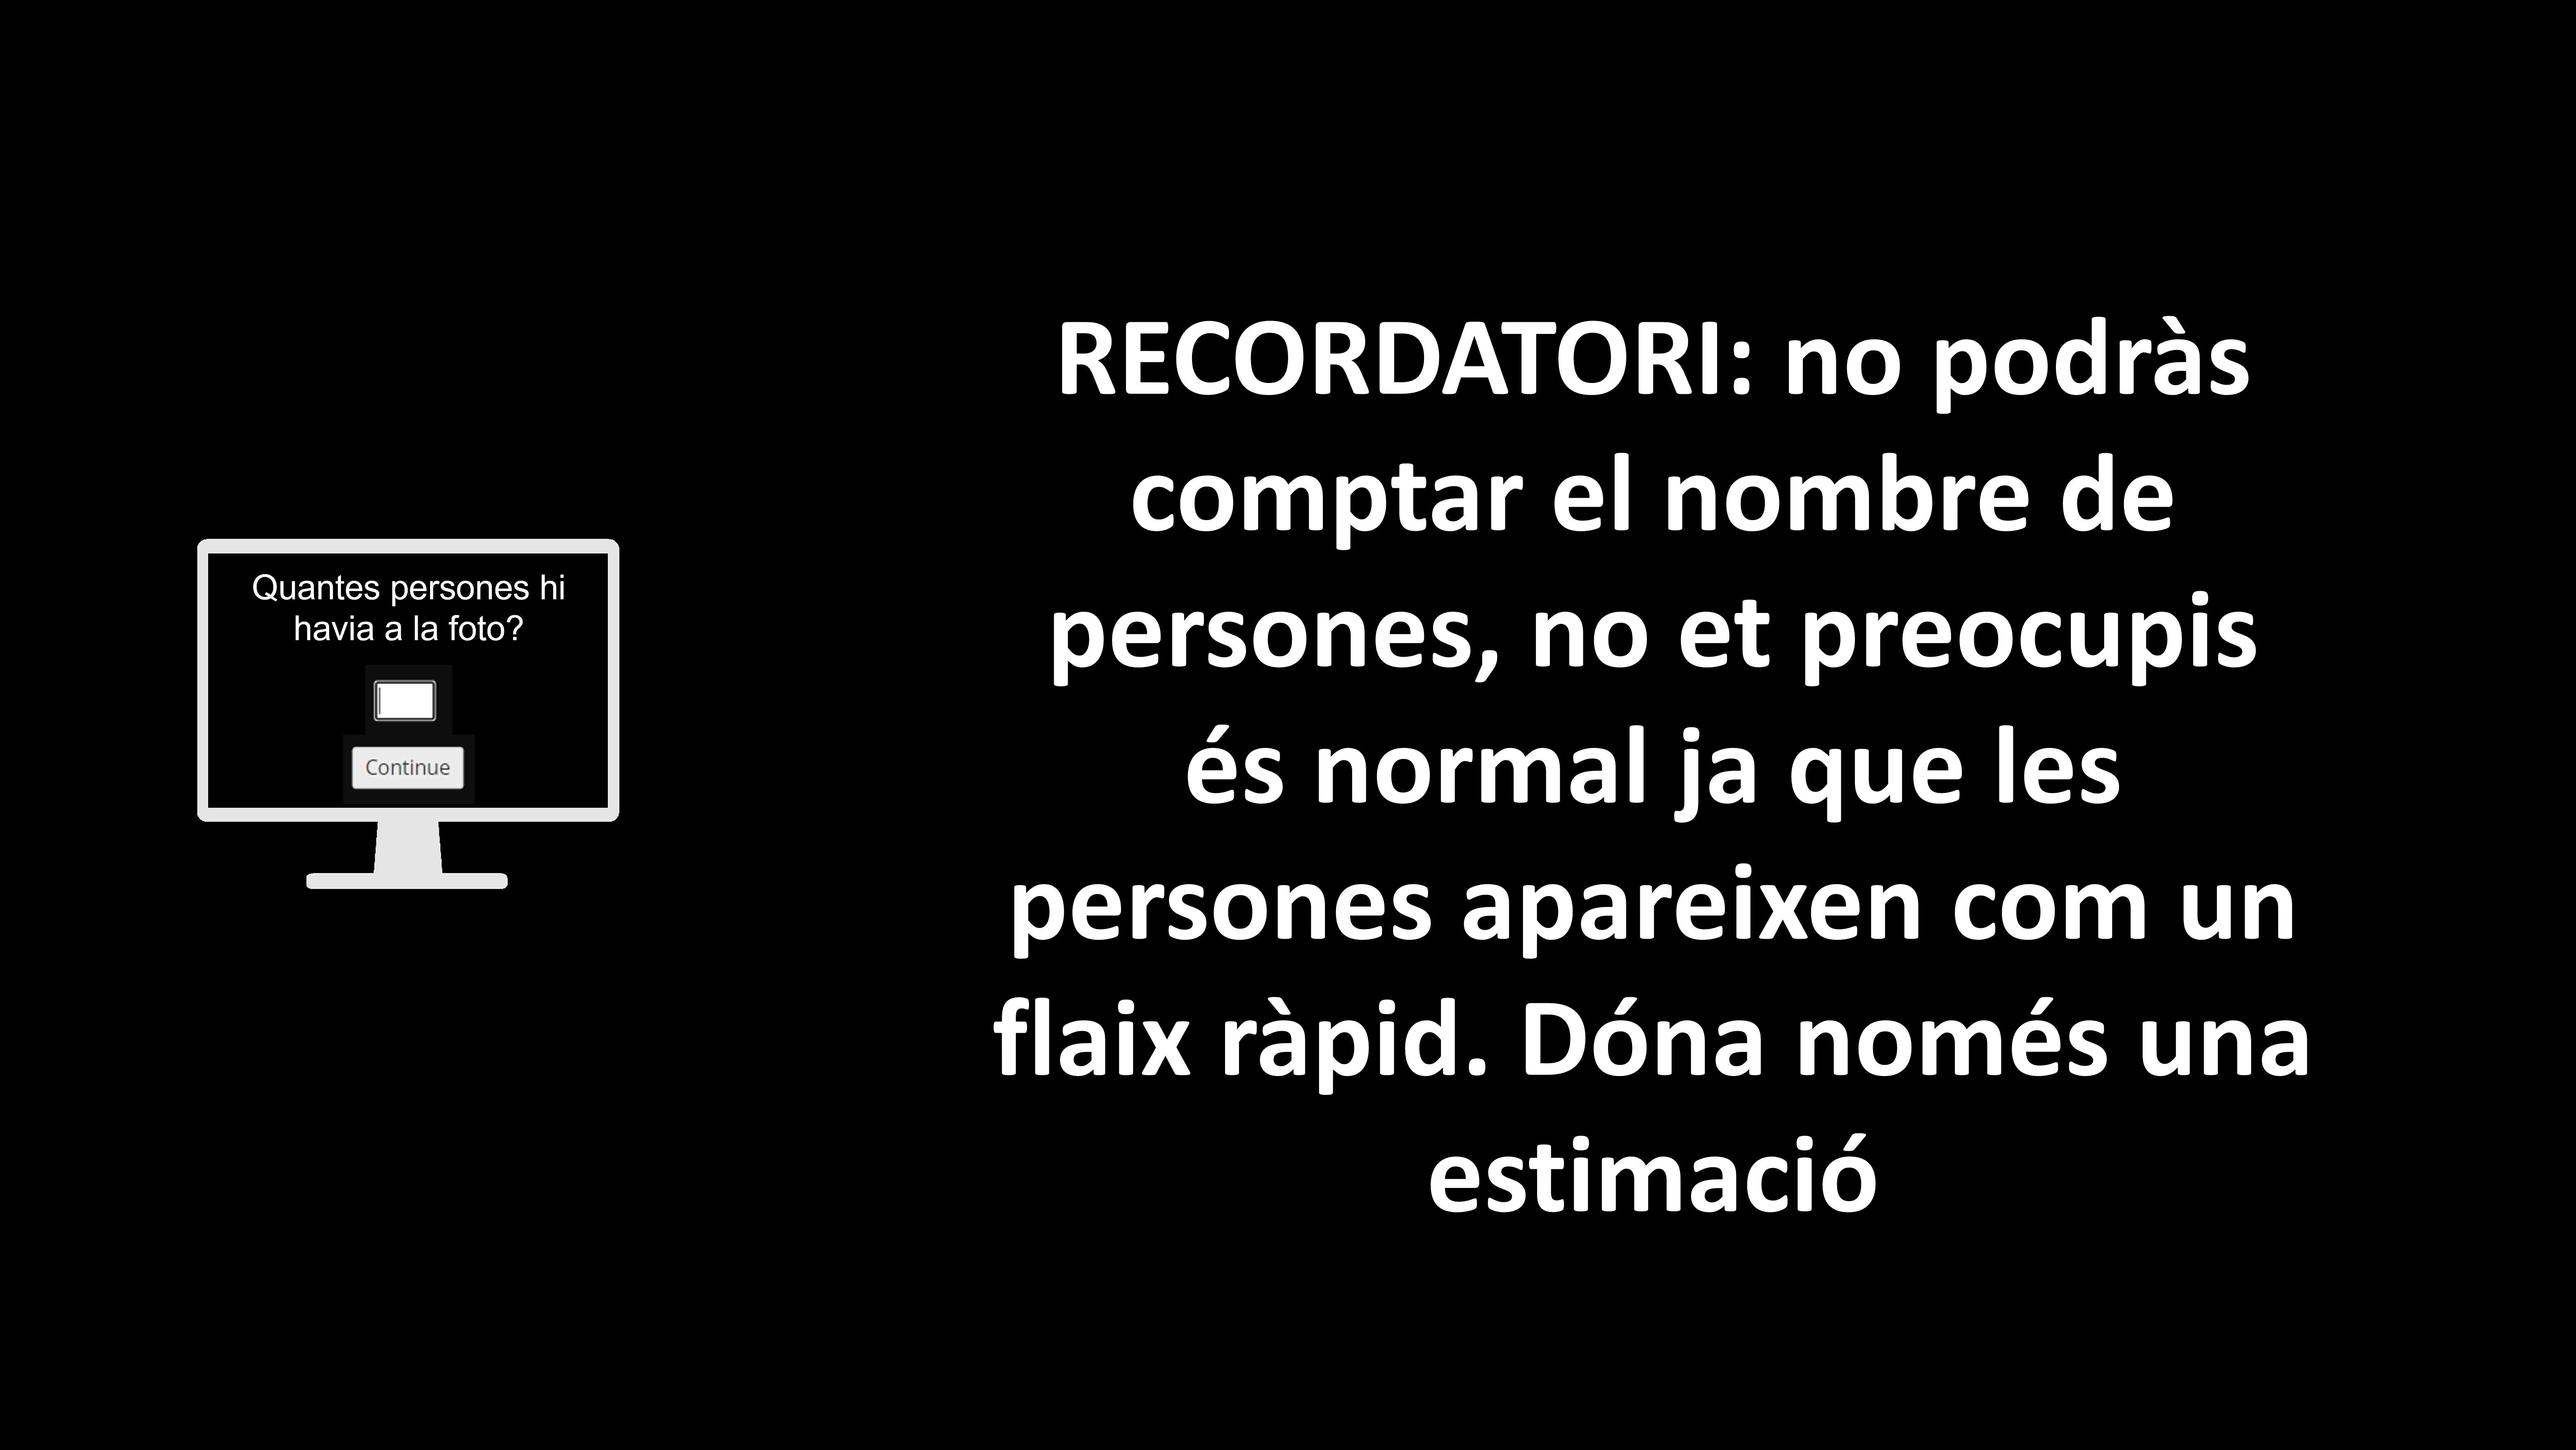 Quantes persones hi
havia a la foto?
Continue
RECORDATORI: no podràs
comptar el nombre de
persones, no et preocupis
és normal ja que les
persones apareixen com un
flaix ràpid. Dóna només una
estimació